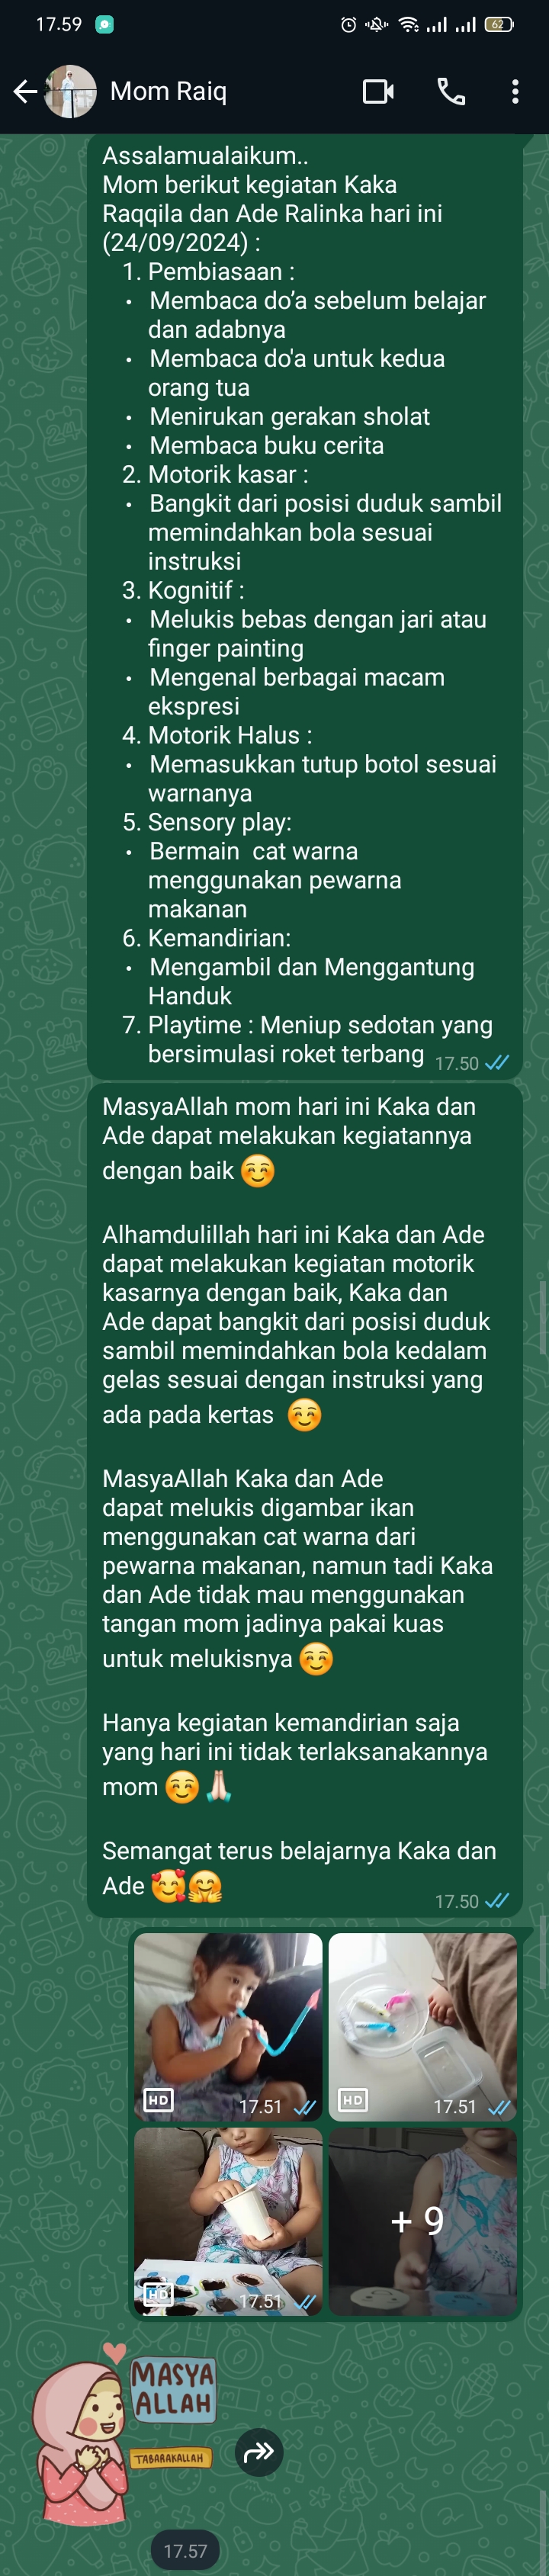 17.59
62
Mom Raiq
Assalamualaikum..
Mom berikut kegiatan Kaka
Raqqila dan Ade Ralinka hari ini
(24/09/2024) :
1. Pembiasaan :
• Membaca do'a sebelum belajar
dan adabnya
• Membaca do'a untuk kedua
orang tua
• Menirukan gerakan sholat
• Membaca buku cerita
2. Motorik kasar :
• Bangkit dari posisi duduk sambil
memindahkan bola sesuai
instruksi
3. Kognitif :
• Melukis bebas dengan jari atau
finger painting
• Mengenal berbagai macam
ekspresi
4. Motorik Halus :
• Memasukkan tutup botol sesuai
warnanya
5. Sensory play:
• Bermain  cat warna
menggunakan pewarna
makanan
6. Kemandirian:
• Mengambil dan Menggantung
Handuk
7. Playtime : Meniup sedotan yang
bersimulasi roket terbang 17.50
MasyaAllah mom hari ini Kaka dan
Ade dapat melakukan kegiatannya
dengan baik ☺️
Alhamdulillah hari ini Kaka dan Ade
dapat melakukan kegiatan motorik
kasarnya dengan baik, Kaka dan
Ade dapat bangkit dari posisi duduk
sambil memindahkan bola kedalam
gelas sesuai dengan instruksi yang
ada pada kertas ☺️
MasyaAllah Kaka dan Ade
dapat melukis digambar ikan
menggunakan cat warna dari
pewarna makanan, namun tadi Kaka
dan Ade tidak mau menggunakan
tangan mom jadinya pakai kuas
untuk melukisnya ☺️
Hanya kegiatan kemandirian saja
yang hari ini tidak terlaksanakannya
mom ☺️🙏🏻
Semangat terus belajarnya Kaka dan
Ade 🥰🤗 17.50
HD 17.51
HD 17.51
HD 17.51
+ 9
MASYA
ALLAH
TABARAKALLAH
17.57